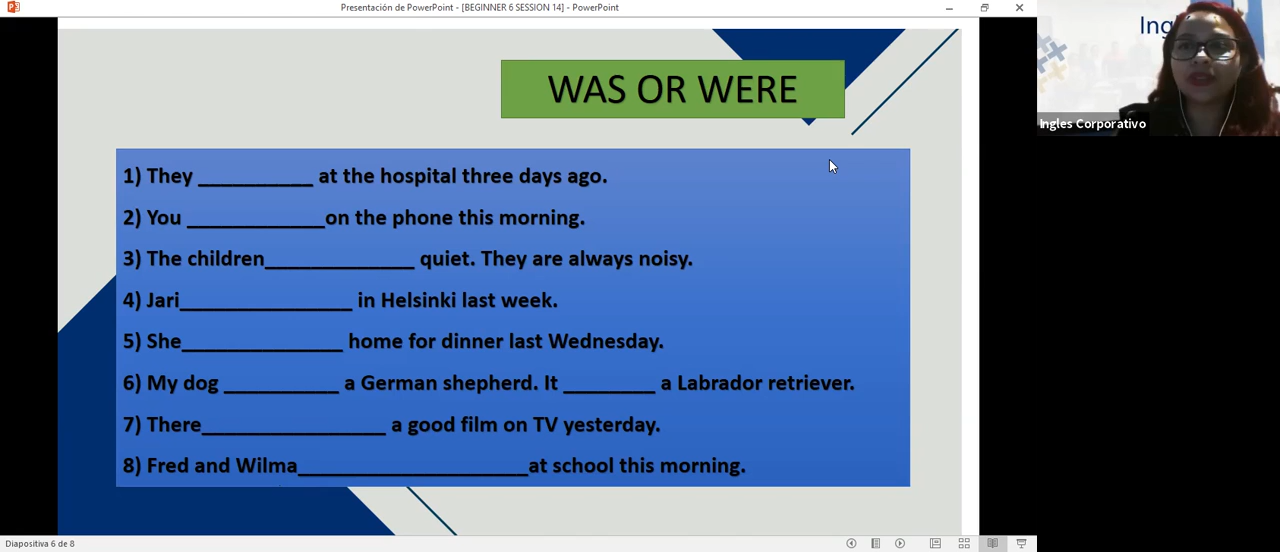 Presentación de PowerPoint - [BEGINNER 6 SESSION 14] - PowerPoint
WAS OR WERE
1) They __________ at the hospital three days ago.
2) You ____________on the phone this morning.
3) The children_____________ quiet. They are always noisy.
4) Jari_______________ in Helsinki last week.
5) She______________ home for dinner last Wednesday.
6) My dog __________ a German shepherd. It ________ a Labrador retriever.
7) There________________ a good film on TV yesterday.
8) Fred and Wilma____________________at school this morning.
Diapositiva 6 de 8
Ingles Corporativo